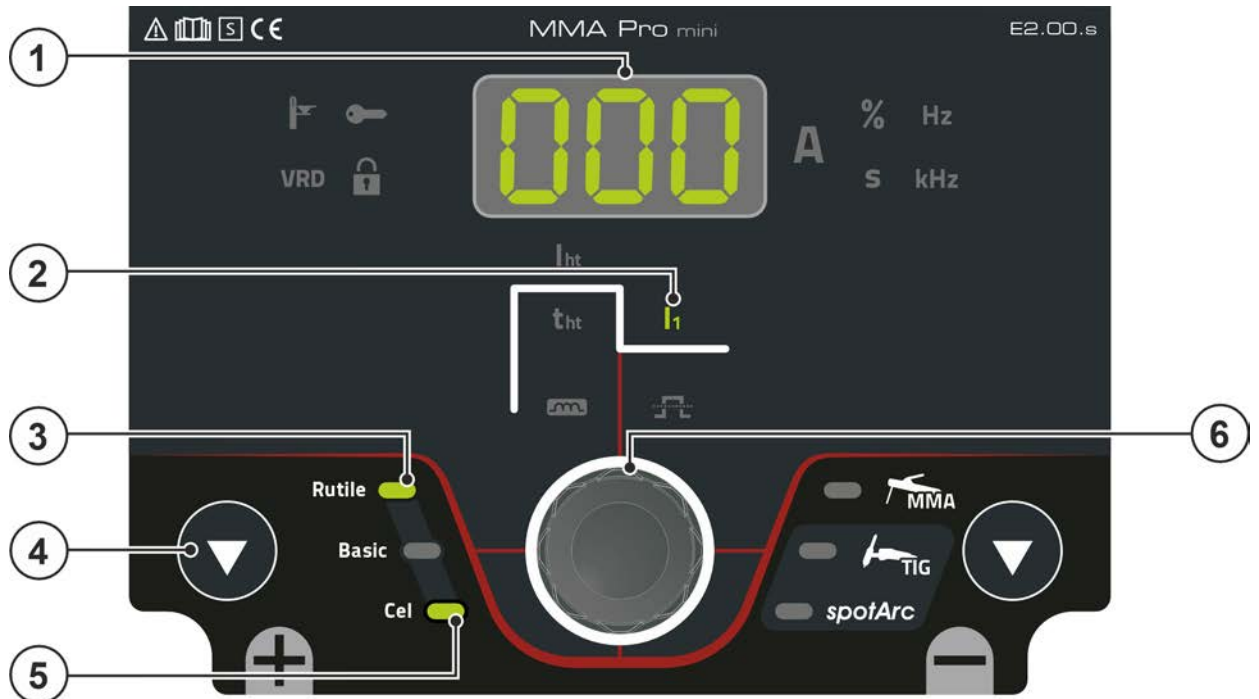 MMA Pro mini
E2.00.s
S CE
1
000
A
% Hz
s kHz
VRD
2
Iht
tht
I1
3
6
Rutile
MMA
4
Basic
TIG
Cel
spotArc
5
+
−